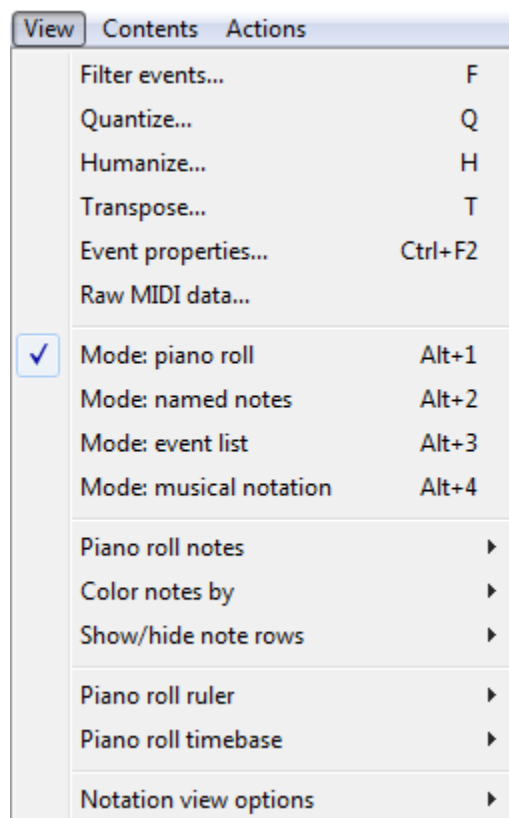 View Contents Actions
Filter events... F
Quantize... Q
Humanize... H
Transpose... T
Event properties... Ctrl+F2
Raw MIDI data...
Mode: piano roll Alt+1
Mode: named notes Alt+2
Mode: event list Alt+3
Mode: musical notation Alt+4
Piano roll notes
Color notes by
Show/hide note rows
Piano roll ruler
Piano roll timebase
Notation view options